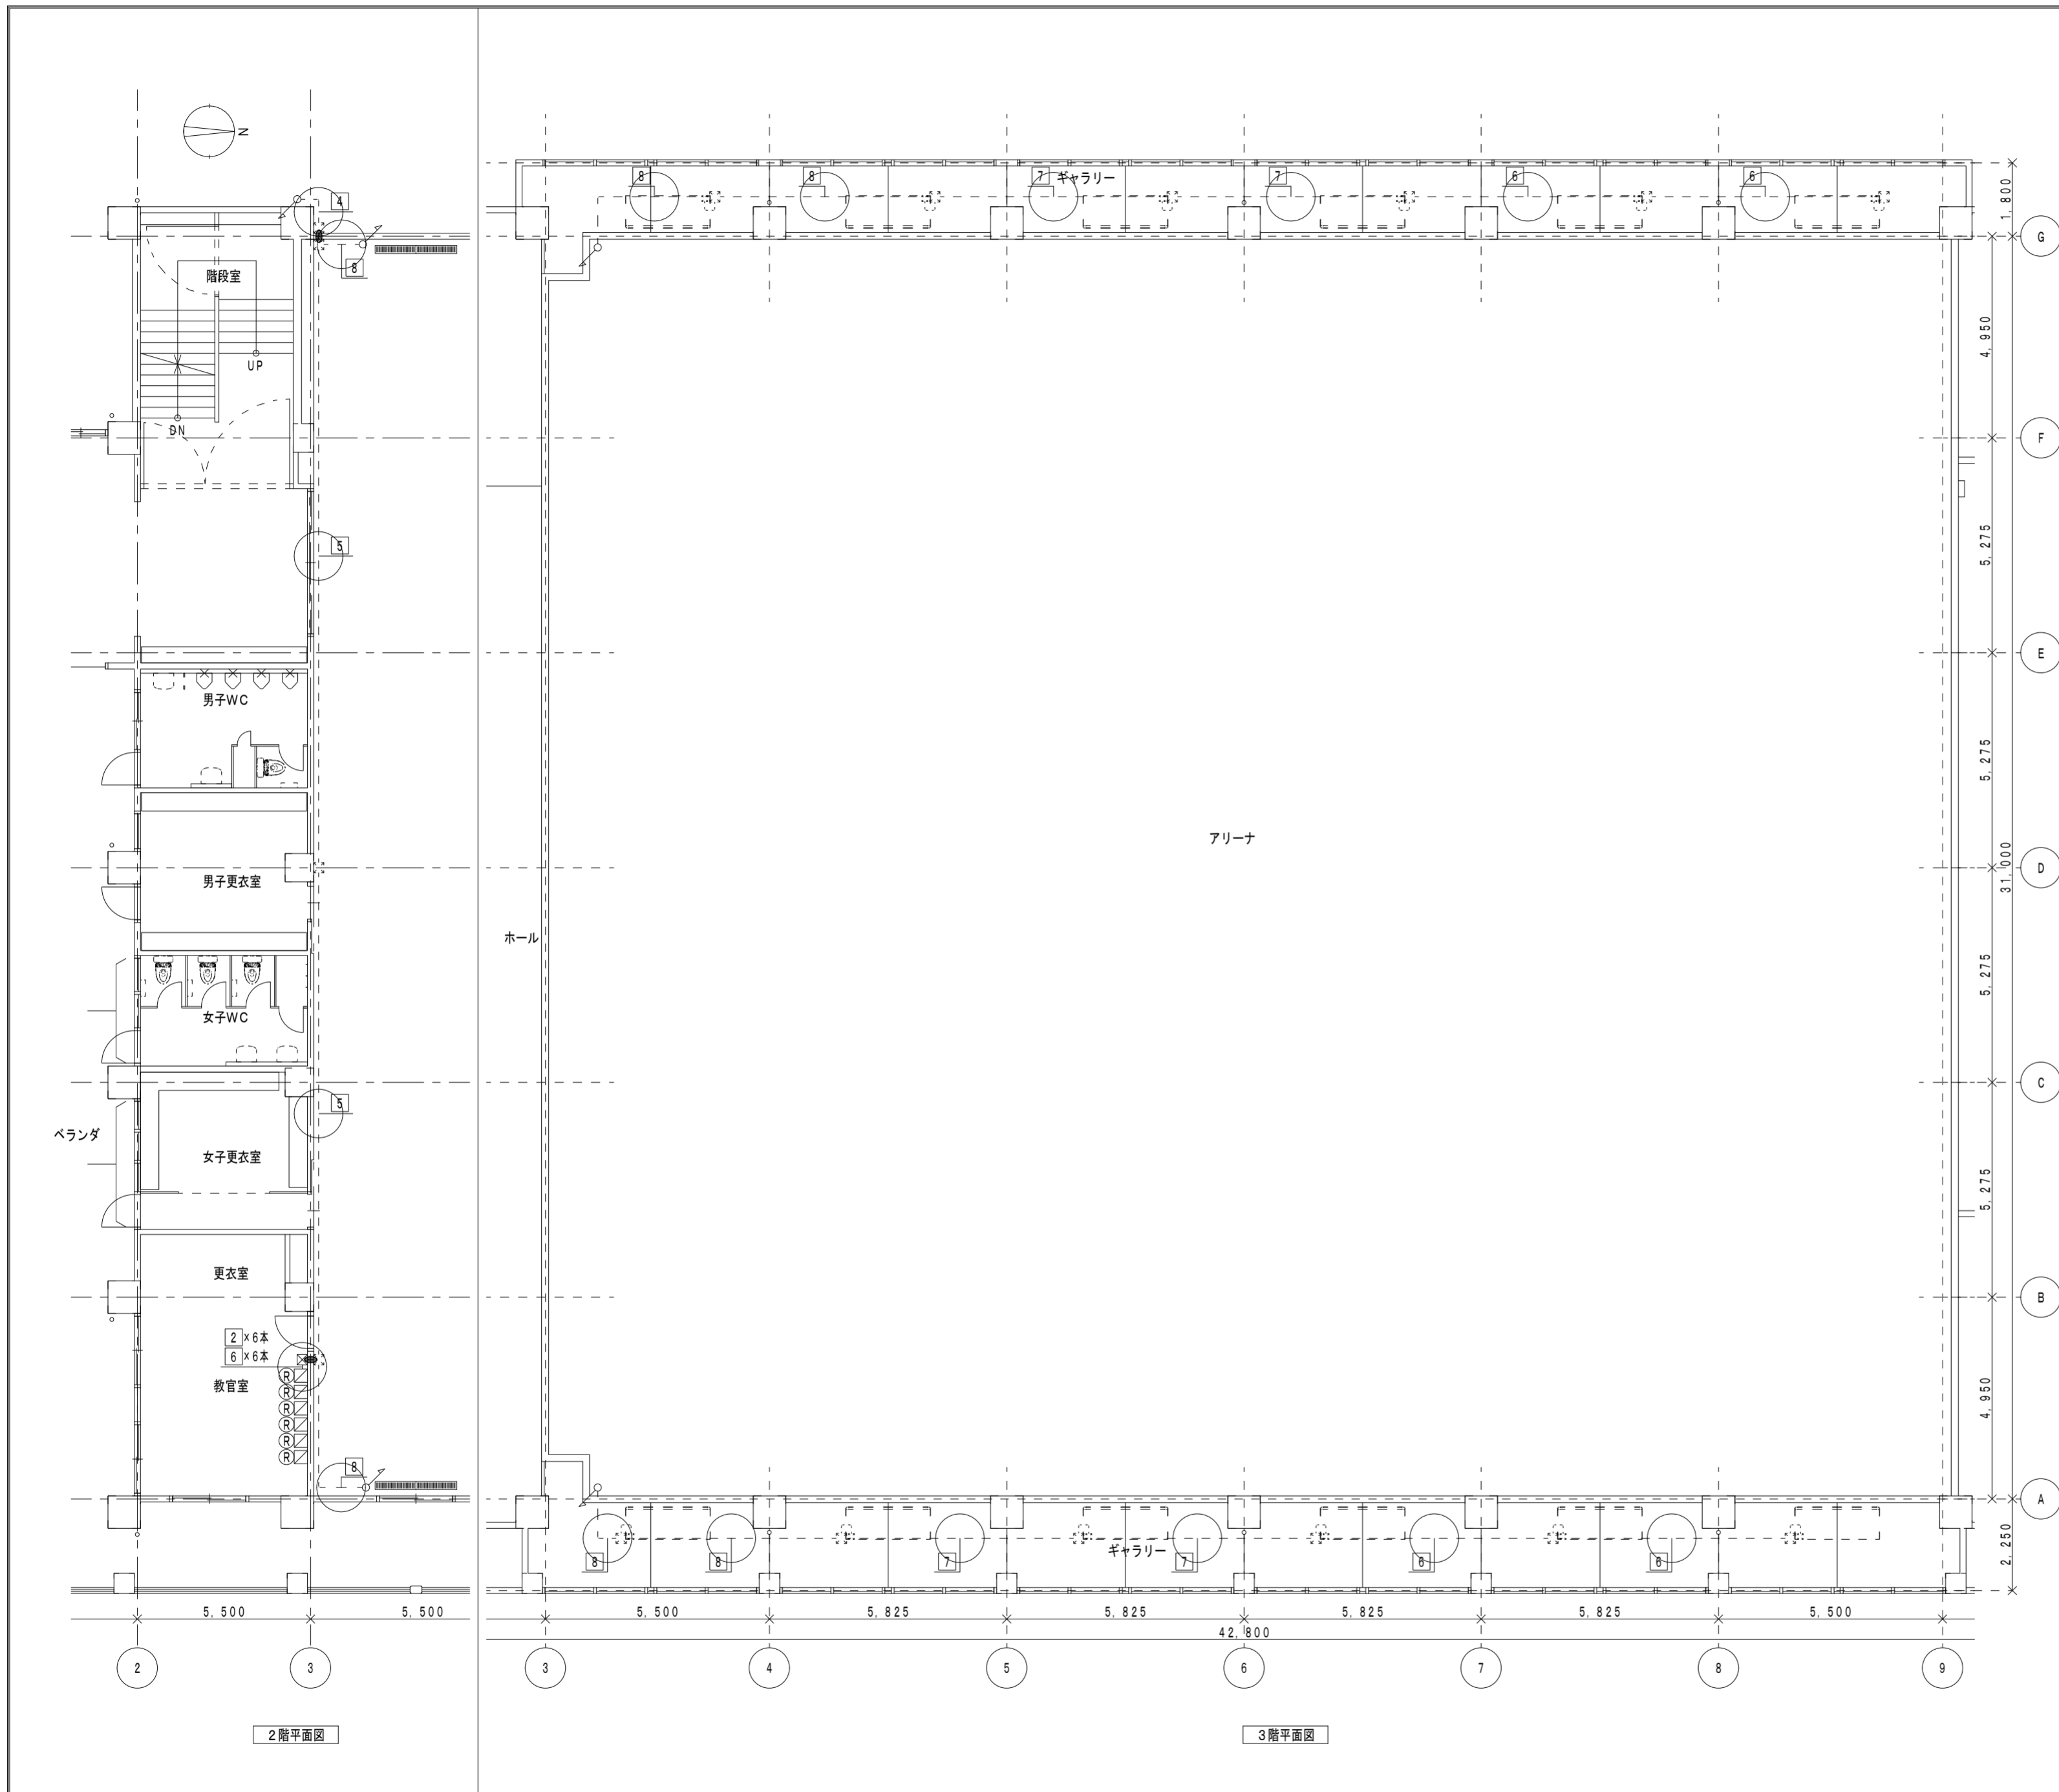 N
4
8
階段室
UP
DN
5
男子WC
男子更衣室
女子WC
5
ベランダ
女子更衣室
更衣室
2 ×6本
6 ×6本
教官室
R
R
R
R
R
R
8
5,500
5,500
2
3
2階平面図
8
8
7
ギャラリー
7
6
6
1,800
G
4,950
F
5,275
E
5,275
アリーナ
31,000
D
ホール
5,275
C
5,275
B
4,950
A
8
8
7
ギャラリー
7
6
6
2,250
5,500
5,825
5,825
5,825
5,825
5,500
42,800
3
4
5
6
7
8
9
3階平面図